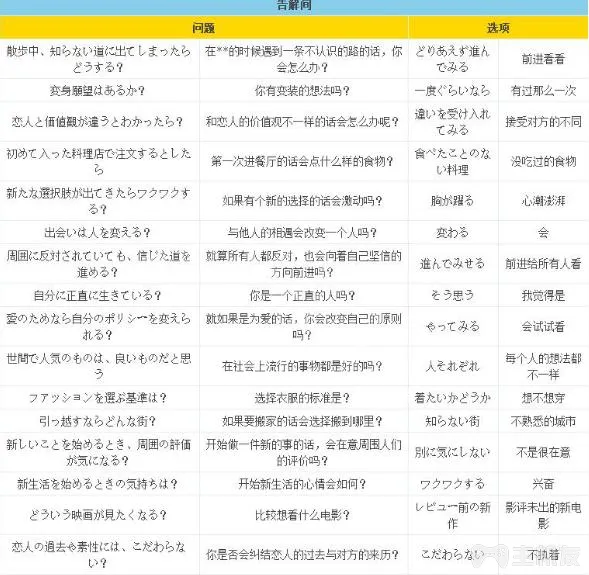 告解间
问题
选项
散歩中、知らない道に出てしまったら
どうする？
在**的时候遇到一条不认识的路的话，你
会怎么办？
どりあえず進ん
でみる
前进看看
変身願望はあるか？
你有变装的想法吗？
一度ぐらいなら
有过那么一次
恋人と価値観が違うとわかったら？
和恋人的价值观不一样的话会怎么办呢？
違いを受け入れ
てみる
接受对方的不同
初めて入った料理店で注文するとした
ら
第一次进餐厅的话会点什么样的食物？
食べたことのな
い料理
没吃过的食物
新たな選択肢が出てきたらワクワクす
る？
如果有个新的选择的话会激动吗？
胸が躍る
心潮澎湃
出会いは人を変える？
与他人的相遇会改变一个人吗？
変わる
会
周囲に反対されていても、信じた道を
進める？
就算所有人都反对，也会向着自己坚信的
方向前进吗？
進んでみせる
前进给所有人看
自分に正直に生きている？
你是一个正直的人吗？
そう思う
我觉得是
愛のためなら自分のポリシーを変えら
れる？
就如果是为爱的话，你会改变自己的原则
吗？
やってみる
会试试看
世間で人気のものは、良いものだと思
う
在社会上流行的事物都是好的吗？
人それぞれ
每个人的想法都
不一样
ファアッションを選ぶ基準は？
选择衣服的标准是？
着たいかどうか
想不想穿
引っ越すならどんな街？
如果要搬家的话会选择搬到哪里？
知らない街
不熟悉的城市
新しいことを始めるとき、周囲の評価
が気になる？
开始做一件新的事的话，会在意周围人们
的评价吗？
別に気にしない
不是很在意
新生活を始めるときの気持ちは？
开始新生活的心情会如何？
ワクワクする
兴奋
どういう映画が見たくなる？
比较想看什么电影？
レビュー前の新
作
影评未出的新电
影
恋人の過去や素性には、こだわらな
い？
你是否会纠结恋人的过去与对方的来历？
こだわらない
不执着